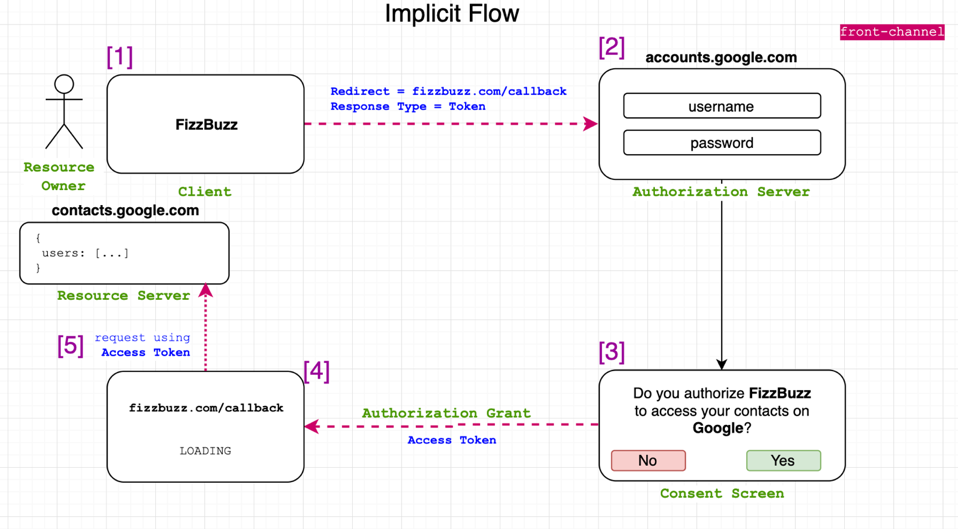 Implicit Flow
front-channel
[1]
FizzBuzz
Resource
Owner
Client
Redirect = fizzbuzz.com/callback
Response Type = Token
[2]
accounts.google.com
username
password
Authorization Server
contacts.google.com
{
users: [...]
}
Resource Server
[5]
request using
Access Token
[4]
fizzbuzz.com/callback
LOADING
Authorization Grant
Access Token
[3]
Do you authorize FizzBuzz
to access your contacts on
Google?
No
Yes
Consent Screen